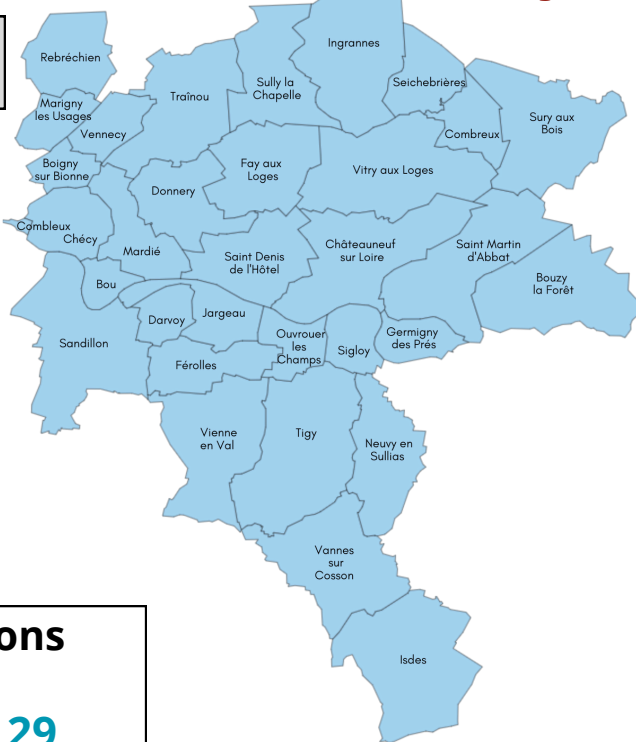 Ingrannes
Rebréchien
Seichebrières
Sully la
Chapelle
Traînou
Marigny
les Usages
Sury aux
Bois
Vennecy
Combreux
Boigny
sur Bionne
Fay aux
Loges
Vitry aux Loges
Donnery
Combleux
Chécy
Mardié
Saint Denis
de l'Hôtel
Châteauneuf
sur Loire
Saint Martin
d'Abbat
Bouzy
la Forêt
Bou
Darvoy
Jargeau
Sandillon
Ouvrouer
les
Champs
Sigloy
Germigny
des Prés
Férolles
Vienne
en Val
Tigy
Neuvy en
Sullias
Vannes
sur
Cosson
Isdes
ons
29